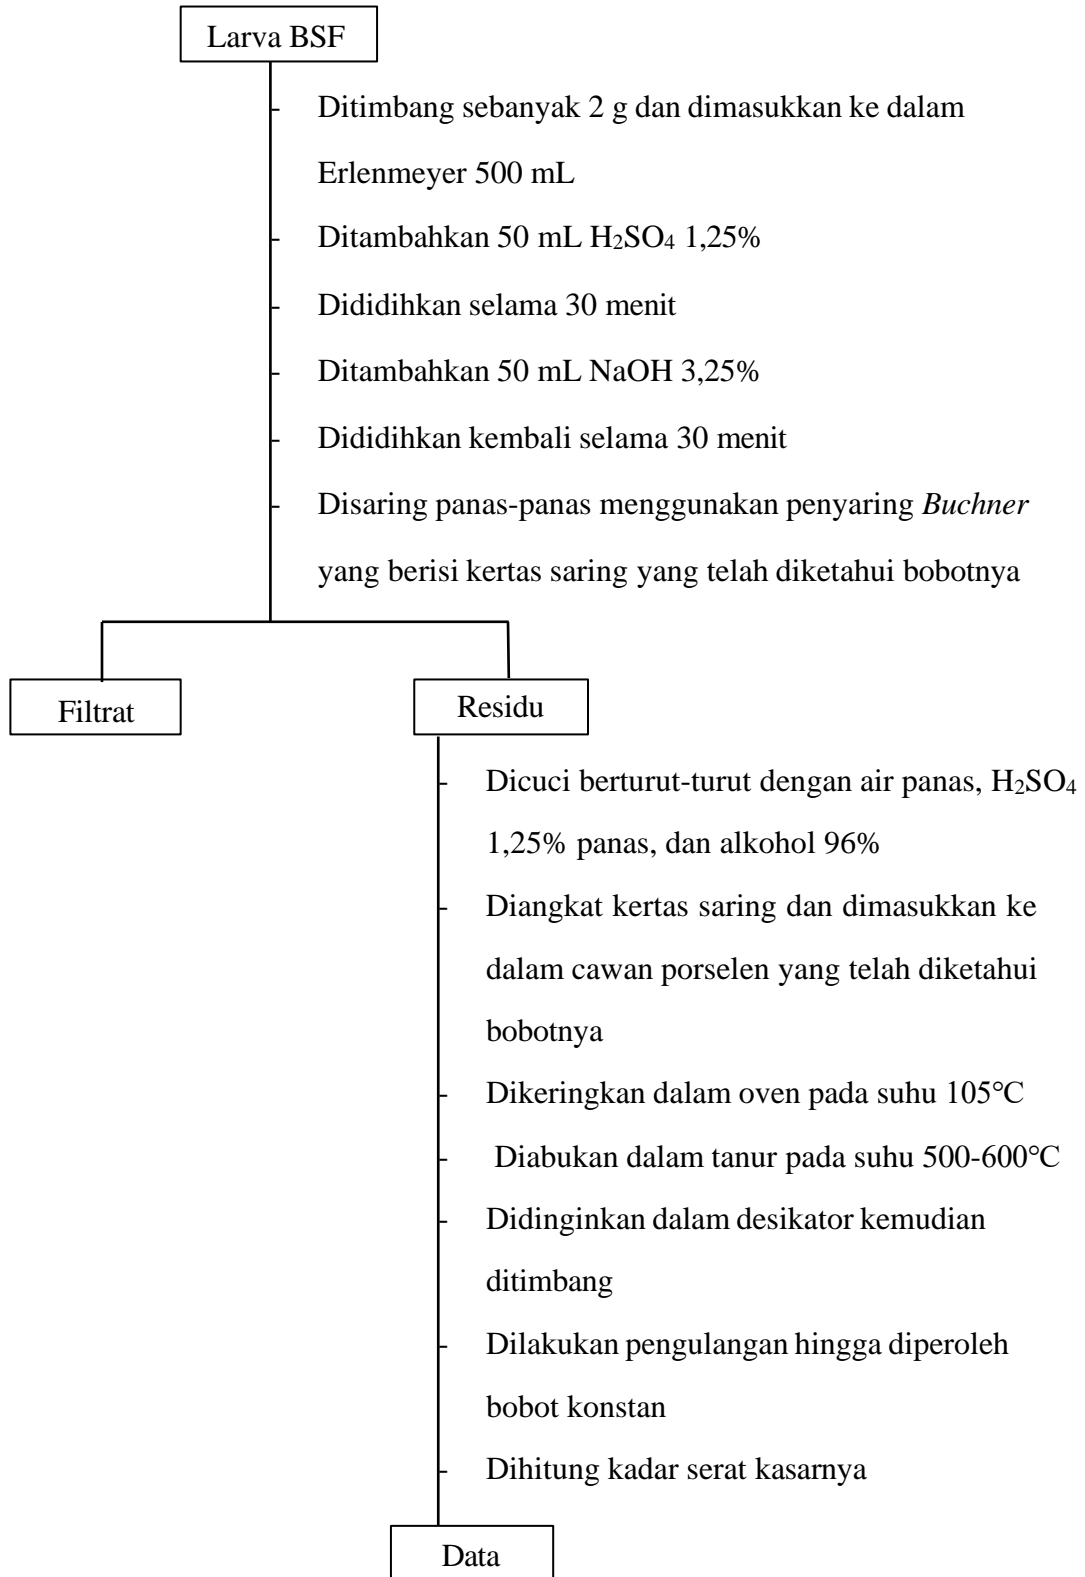 Larva BSF
- Ditimbang sebanyak 2 g dan dimasukkan ke dalam
Erlenmeyer 500 mL
- Ditambahkan 50 mL H₂SO₄ 1,25%
- Dididihkan selama 30 menit
- Ditambahkan 50 mL NaOH 3,25%
- Dididihkan kembali selama 30 menit
- Disaring panas-panas menggunakan penyaring Buchner
yang berisi kertas saring yang telah diketahui bobotnya
Filtrat
Residu
- Dicuci berturut-turut dengan air panas, H₂SO₄
1,25% panas, dan alkohol 96%
- Diangkat kertas saring dan dimasukkan ke
dalam cawan porselen yang telah diketahui
bobotnya
- Dikeringkan dalam oven pada suhu 105°C
- Diabukan dalam tanur pada suhu 500-600°C
- Didinginkan dalam desikator kemudian
ditimbang
- Dilakukan pengulangan hingga diperoleh
bobot konstan
- Dihitung kadar serat kasarnya
Data